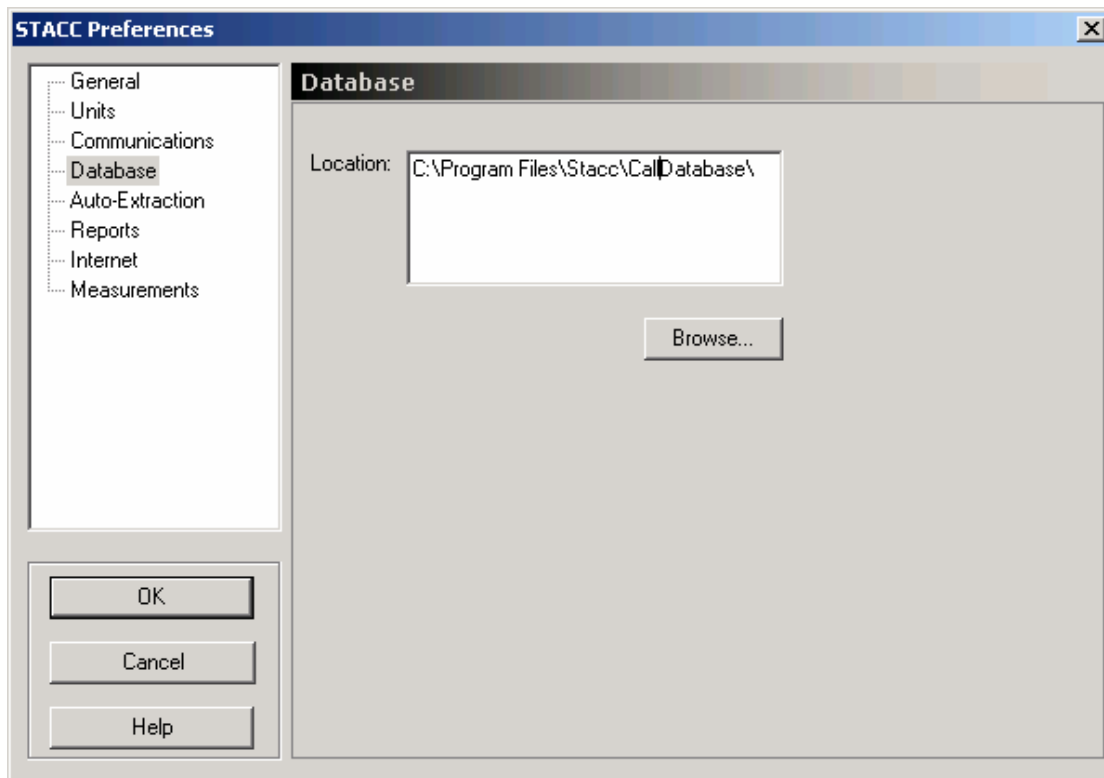 STACC Preferences
General
Units
Communications
Database
Auto-Extraction
Reports
Internet
Measurements
OK
Cancel
Help
Database
Location:
C:\Program Files\Stacc\CallDatabase\
Browse...